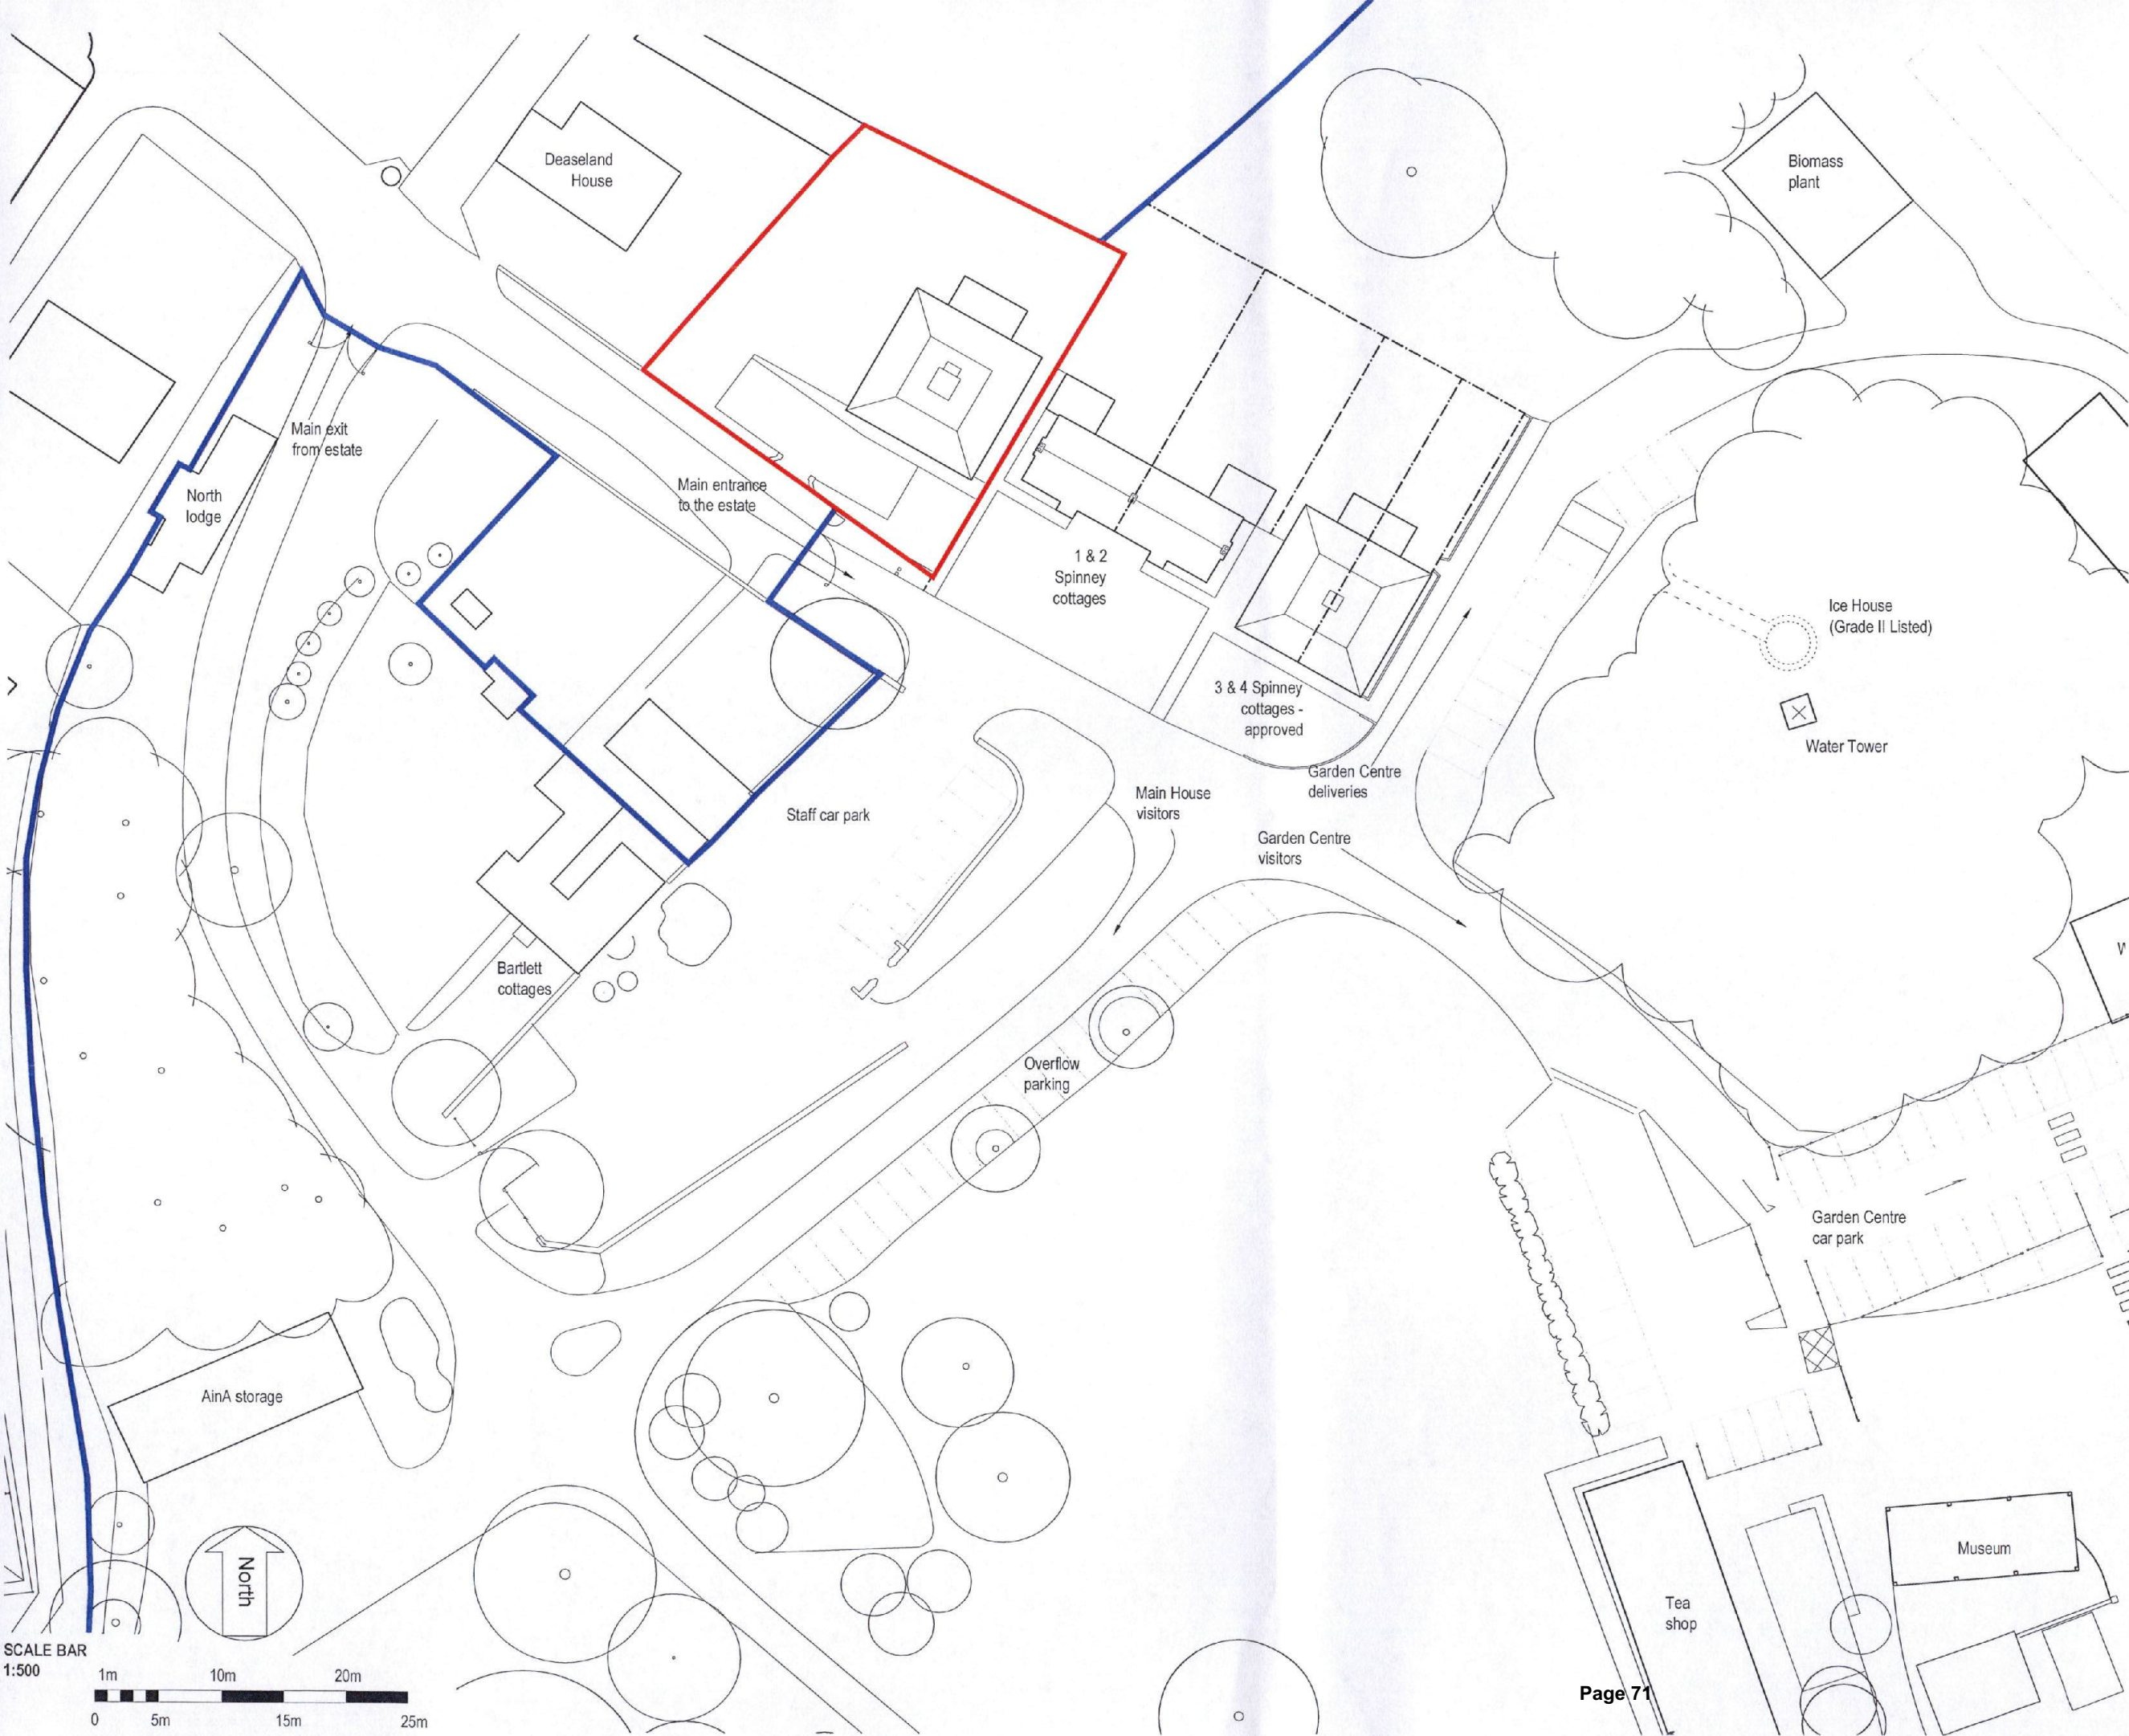 Deaseland
House
Biomass
plant
Main exit
from estate
North
lodge
Main entrance
to the estate
1 & 2
Spinney
cottages
Ice House
(Grade II Listed)
3 & 4 Spinney
cottages -
approved
Water Tower
Garden Centre
deliveries
Main House
visitors
Staff car park
Garden Centre
visitors
Bartlett
cottages
Overflow
parking
Garden Centre
car park
AinA storage
North
Museum
Tea
shop
SCALE BAR
1:500
1m 10m 20m
0 5m 15m 25m
Page 71